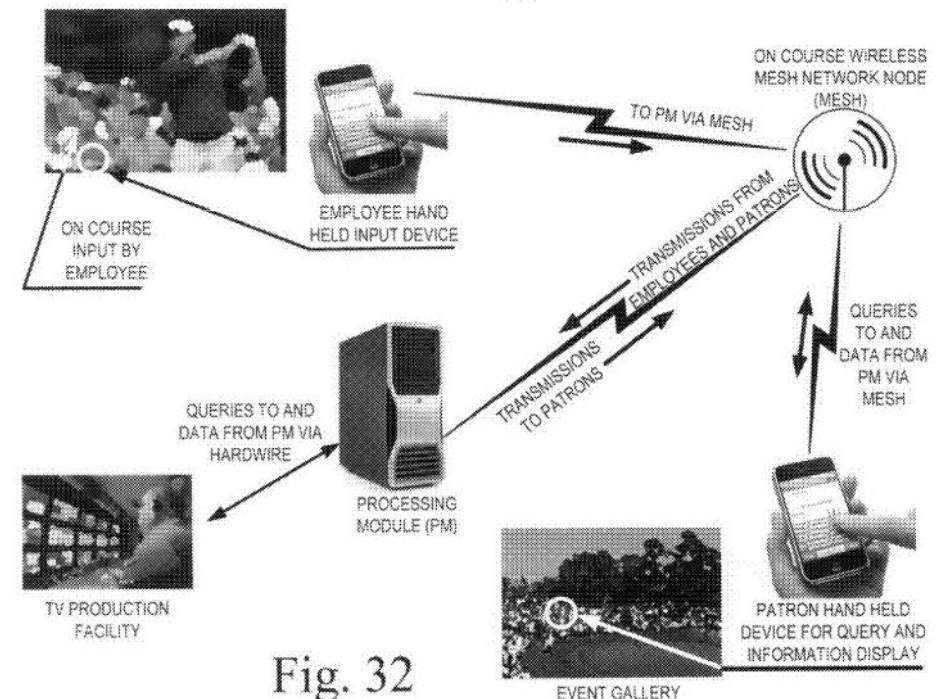 ON COURSE WIRELESS
MESH NETWORK NODE
(MESH)
TO PM VIA MESH
EMPLOYEE HAND
HELD INPUT DEVICE
ON COURSE
INPUT BY
EMPLOYEE
TRANSMISSIONS FROM
EMPLOYEES AND PATRONS
TRANSMISSIONS
TO PATRONS
QUERIES
TO AND
DATA FROM
PM VIA
MESH
QUERIES TO AND
DATA FROM PM VIA
HARDWIRE
PROCESSING
MODULE (PM)
TV PRODUCTION
FACILITY
PATRON HAND HELD
DEVICE FOR QUERY AND
INFORMATION DISPLAY
EVENT GALLERY
Fig. 32